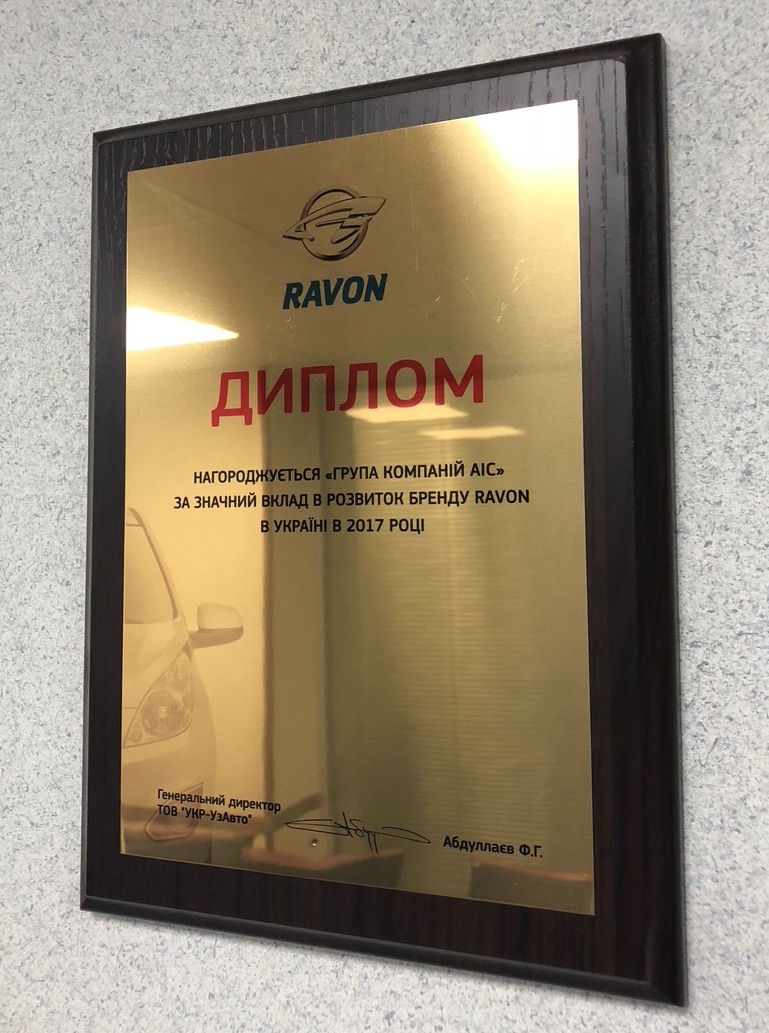 RAVON
ДИПЛОМ
НАГОРОДЖУЄТЬСЯ «ГРУПА КОМПАНІЙ АІС»
ЗА ЗНАЧНИЙ ВКЛАД В РОЗВИТОК БРЕНДУ RAVON
В УКРАЇНІ В 2017 РОЦІ
Генеральний директор
ТОВ "УКР-УзАвто"
Абдуллаєв Ф.Г.